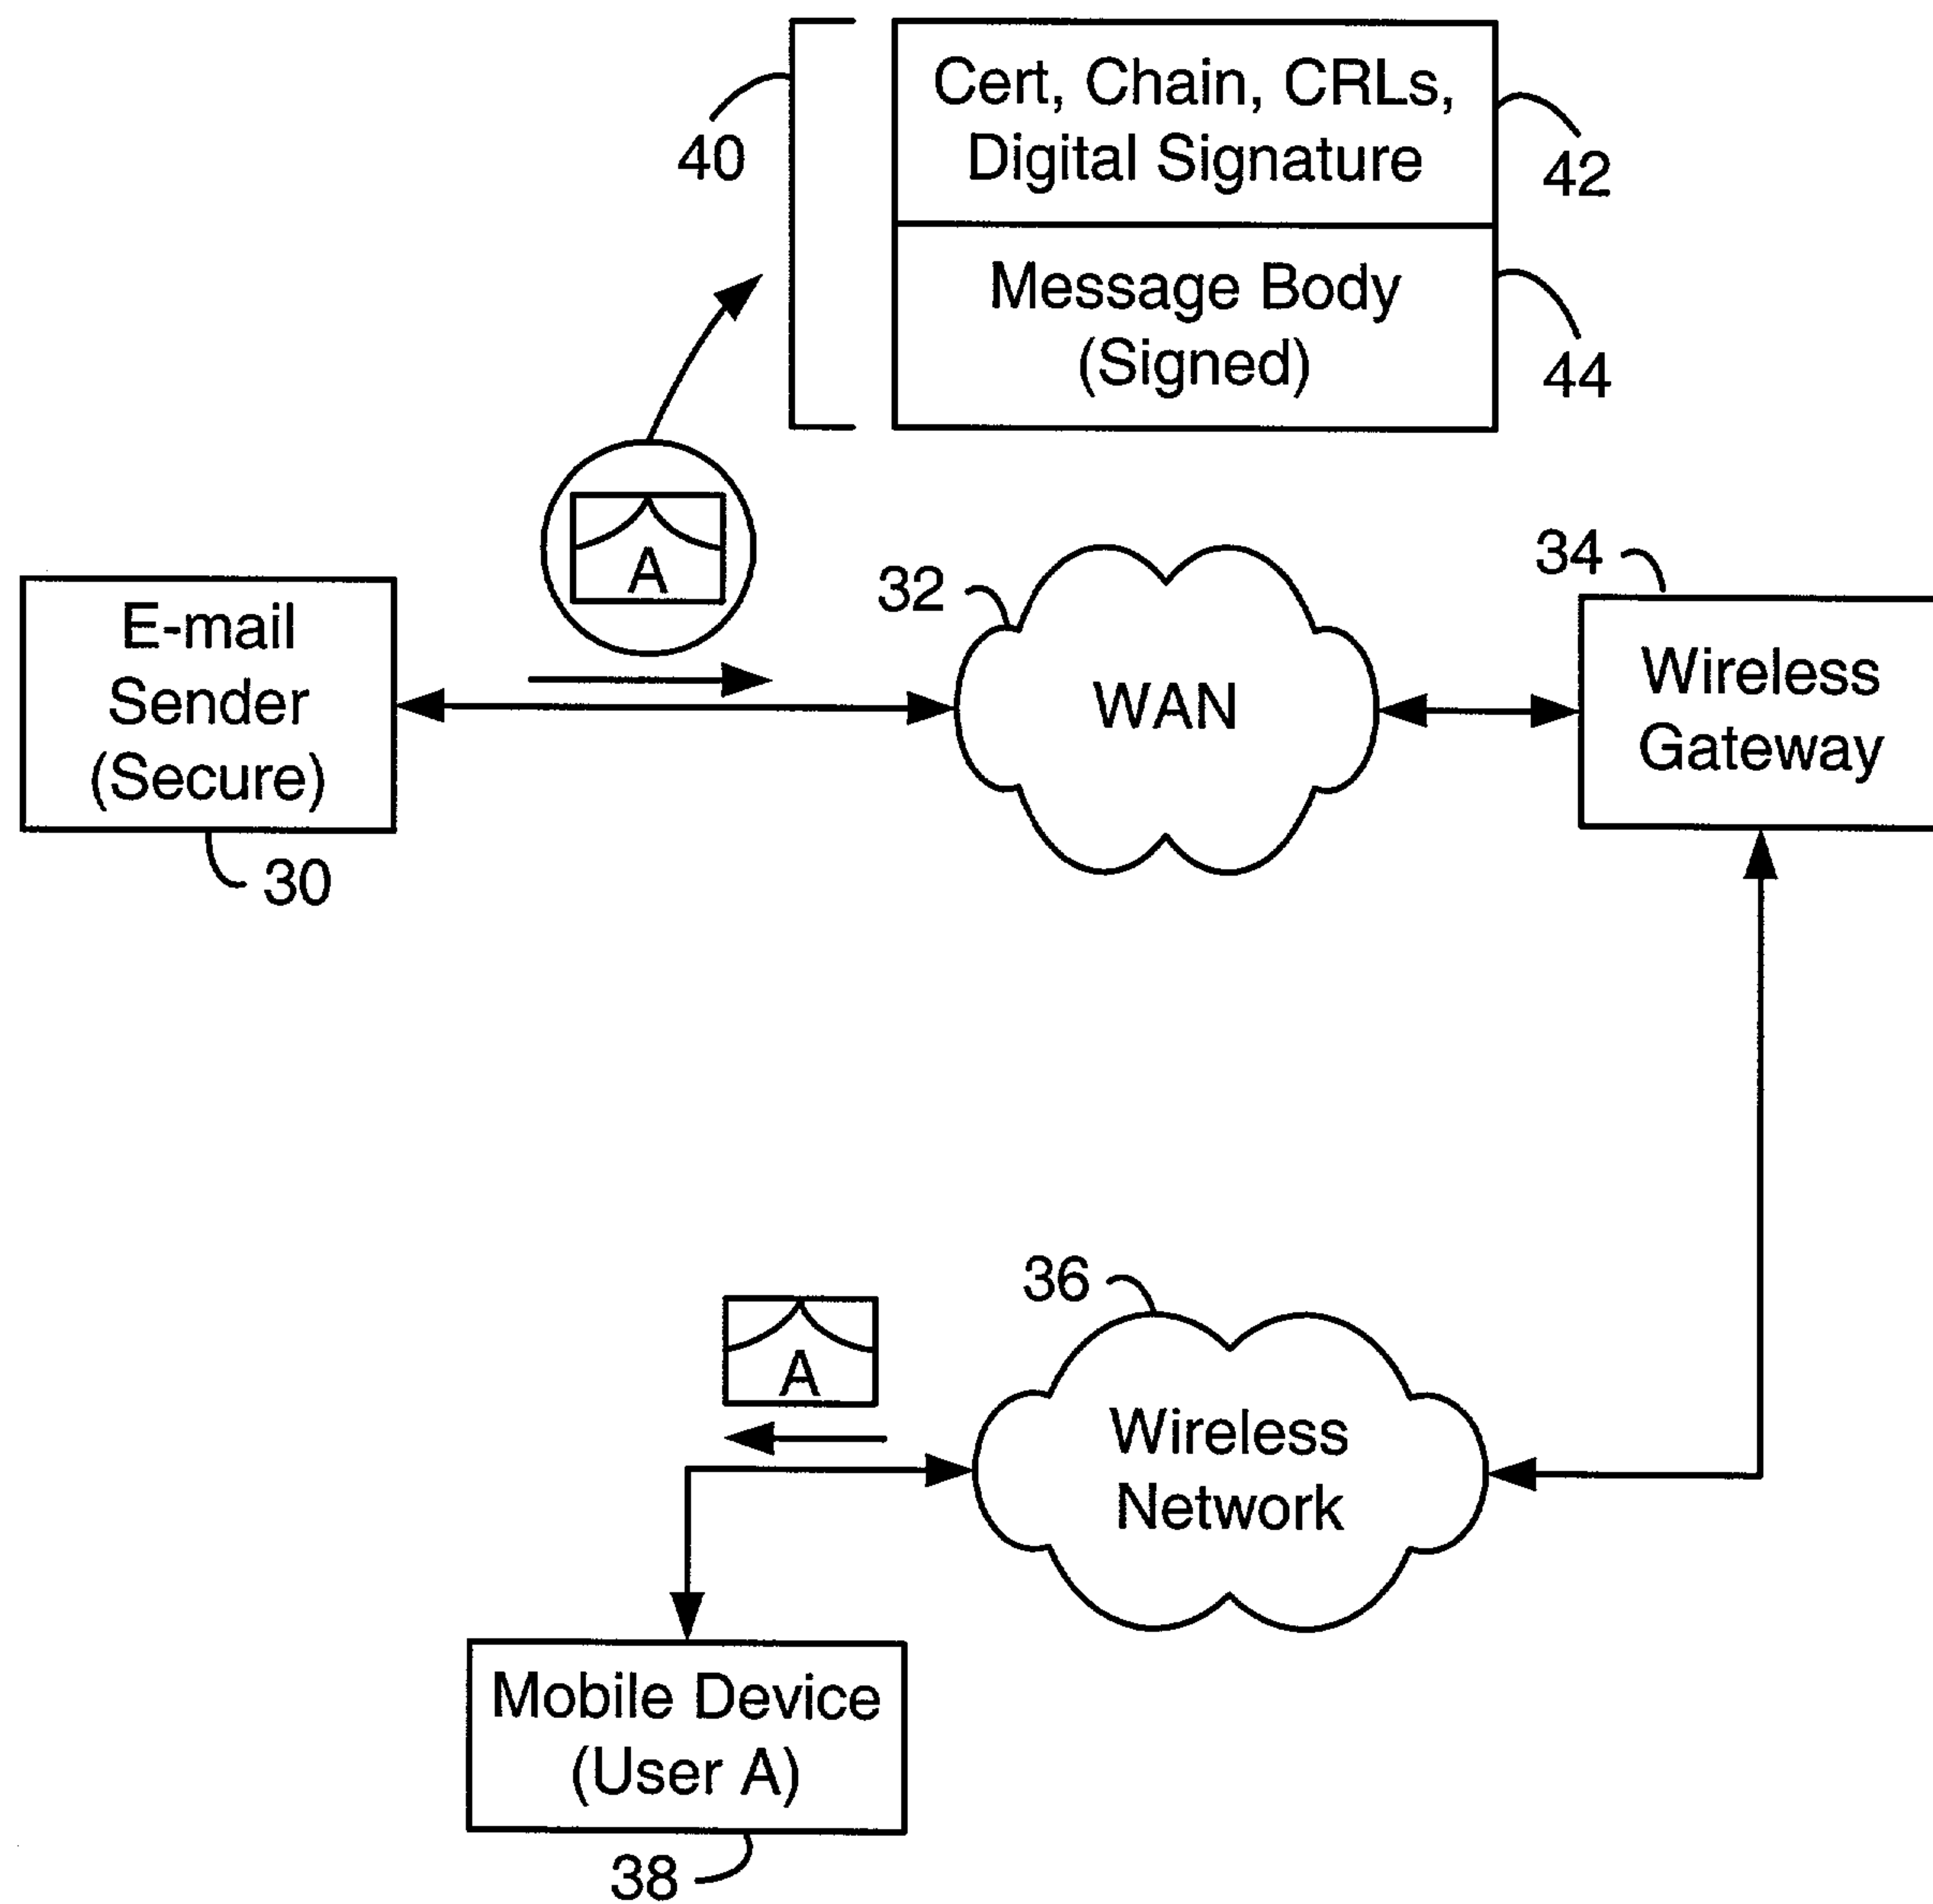 Cert, Chain, CRLs,
Digital Signature
40
42
Message Body
(Signed)
44
A
E-mail
Sender
(Secure)
30
32
WAN
34
Wireless
Gateway
36
A
Wireless
Network
Mobile Device
(User A)
38